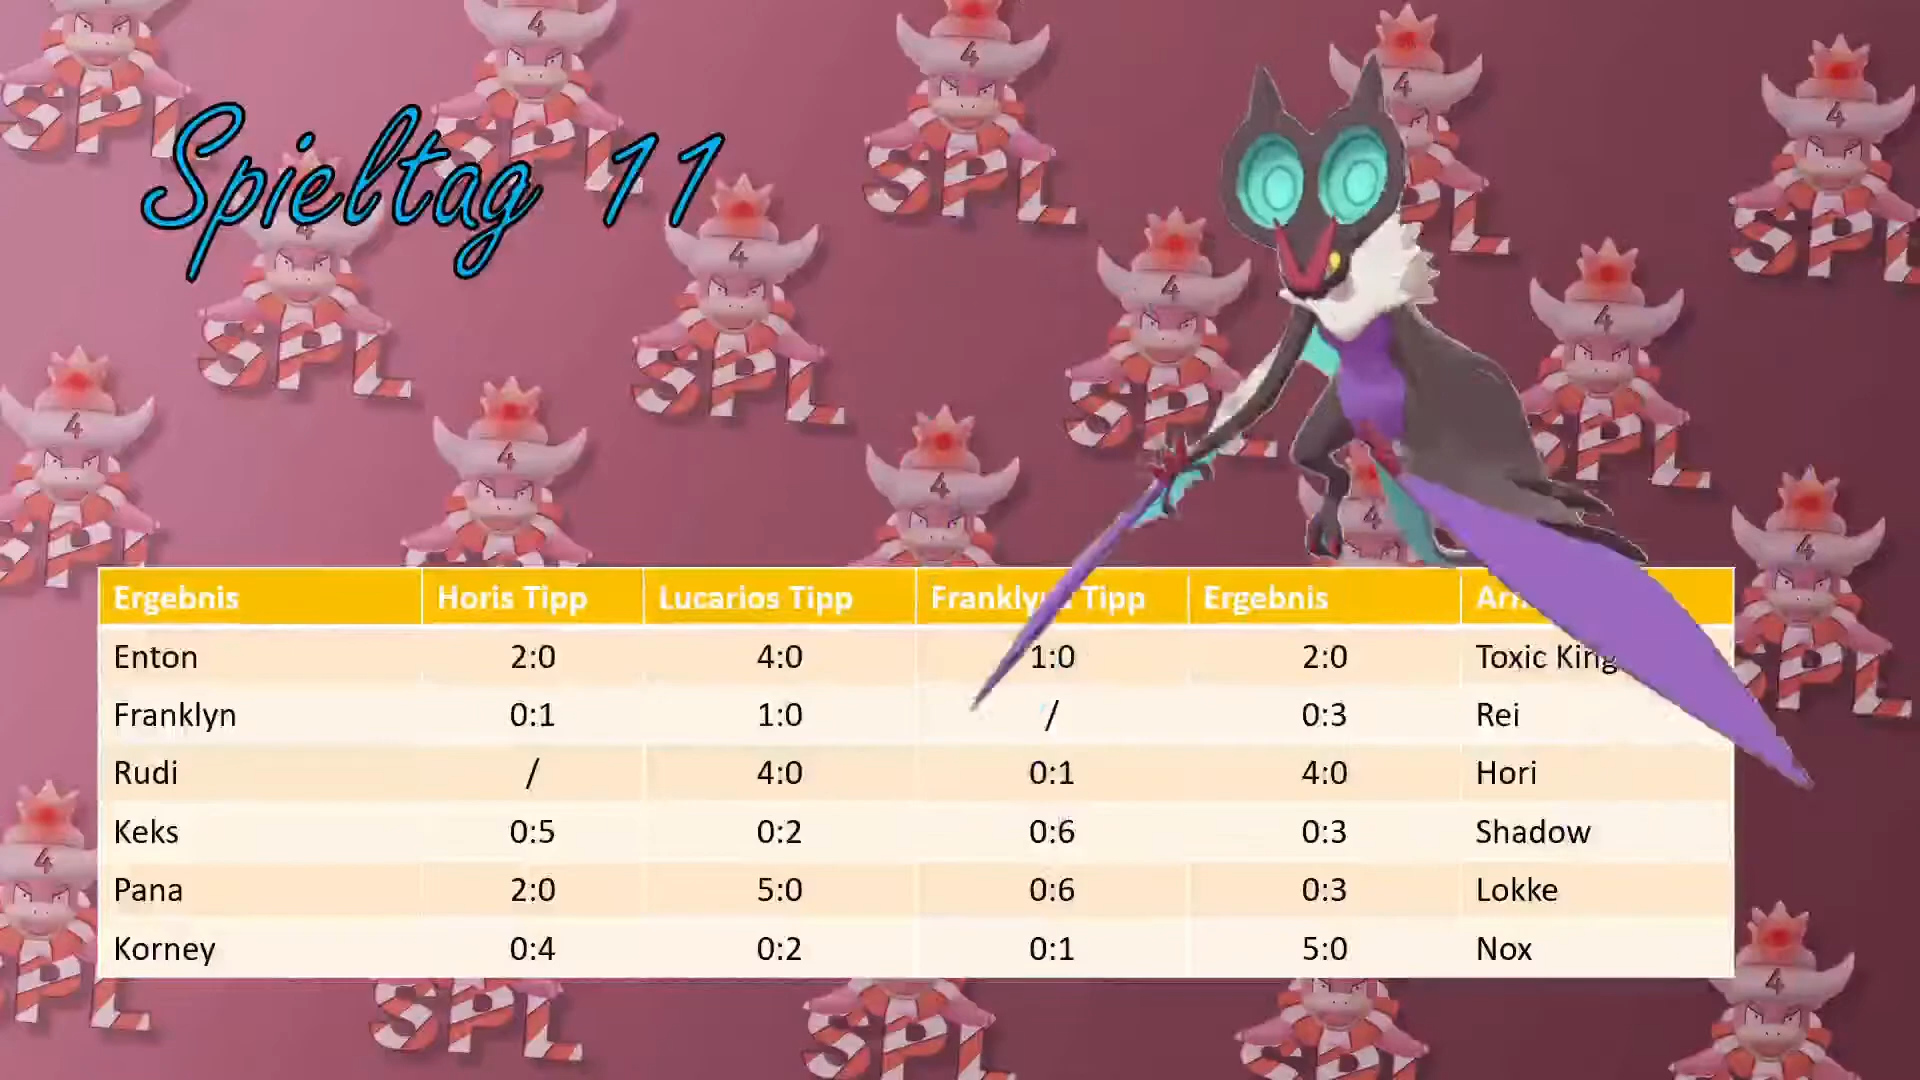 Spieltag 11
Ergebnis Horis Tipp Lucarios Tipp Tipp Ergebnis
Enton 2:0 4:0 1:0 2:0 Toxic King
Franklyn 0:1 1:0 / 0:3 Rei
Rudi / 4:0 0:1 4:0 Hori
Keks 0:5 0:2 0:6 0:3 Shadow
Pana 2:0 5:0 0:6 0:3 Lokke
Korney 0:4 0:2 0:1 5:0 Nox
4
SPL